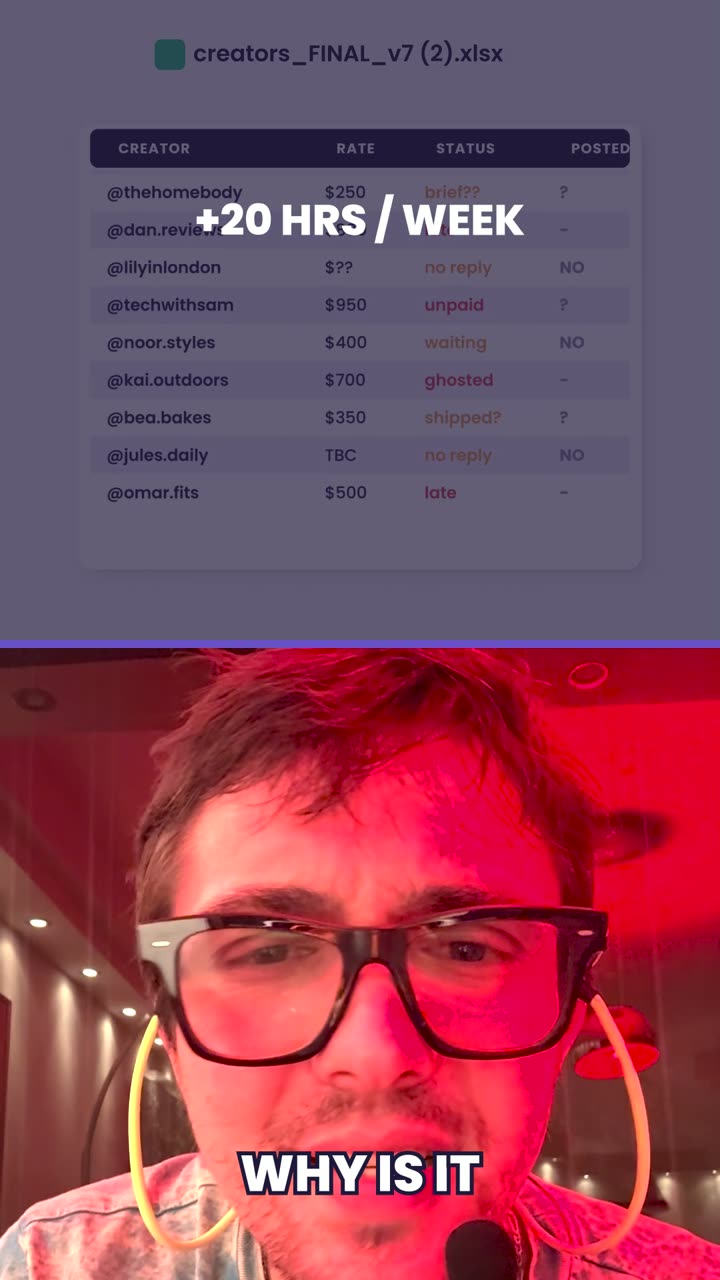 creators_FINAL_v7 (2).xlsx
CREATOR RATE STATUS POSTED
@thehomebody $250 brief?? ?
+20 HRS / WEEK
@dan.reviews -
@lilyinlondon $?? no reply NO
@techwithsam $950 unpaid ?
@noor.styles $400 waiting NO
@kai.outdoors $700 ghosted -
@bea.bakes $350 shipped? ?
@jules.daily TBC no reply NO
@omar.fits $500 late -
WHY IS IT